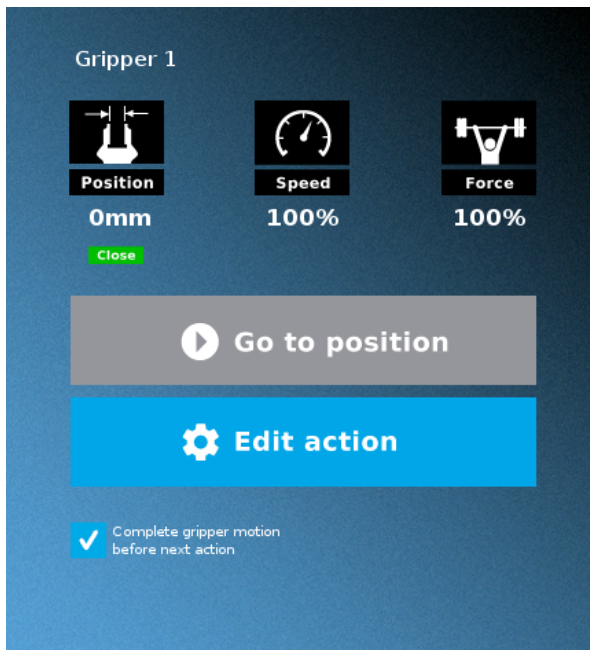 Gripper 1
Position Speed Force
0mm 100% 100%
Close
Go to position
Edit action
Complete gripper motion
before next action